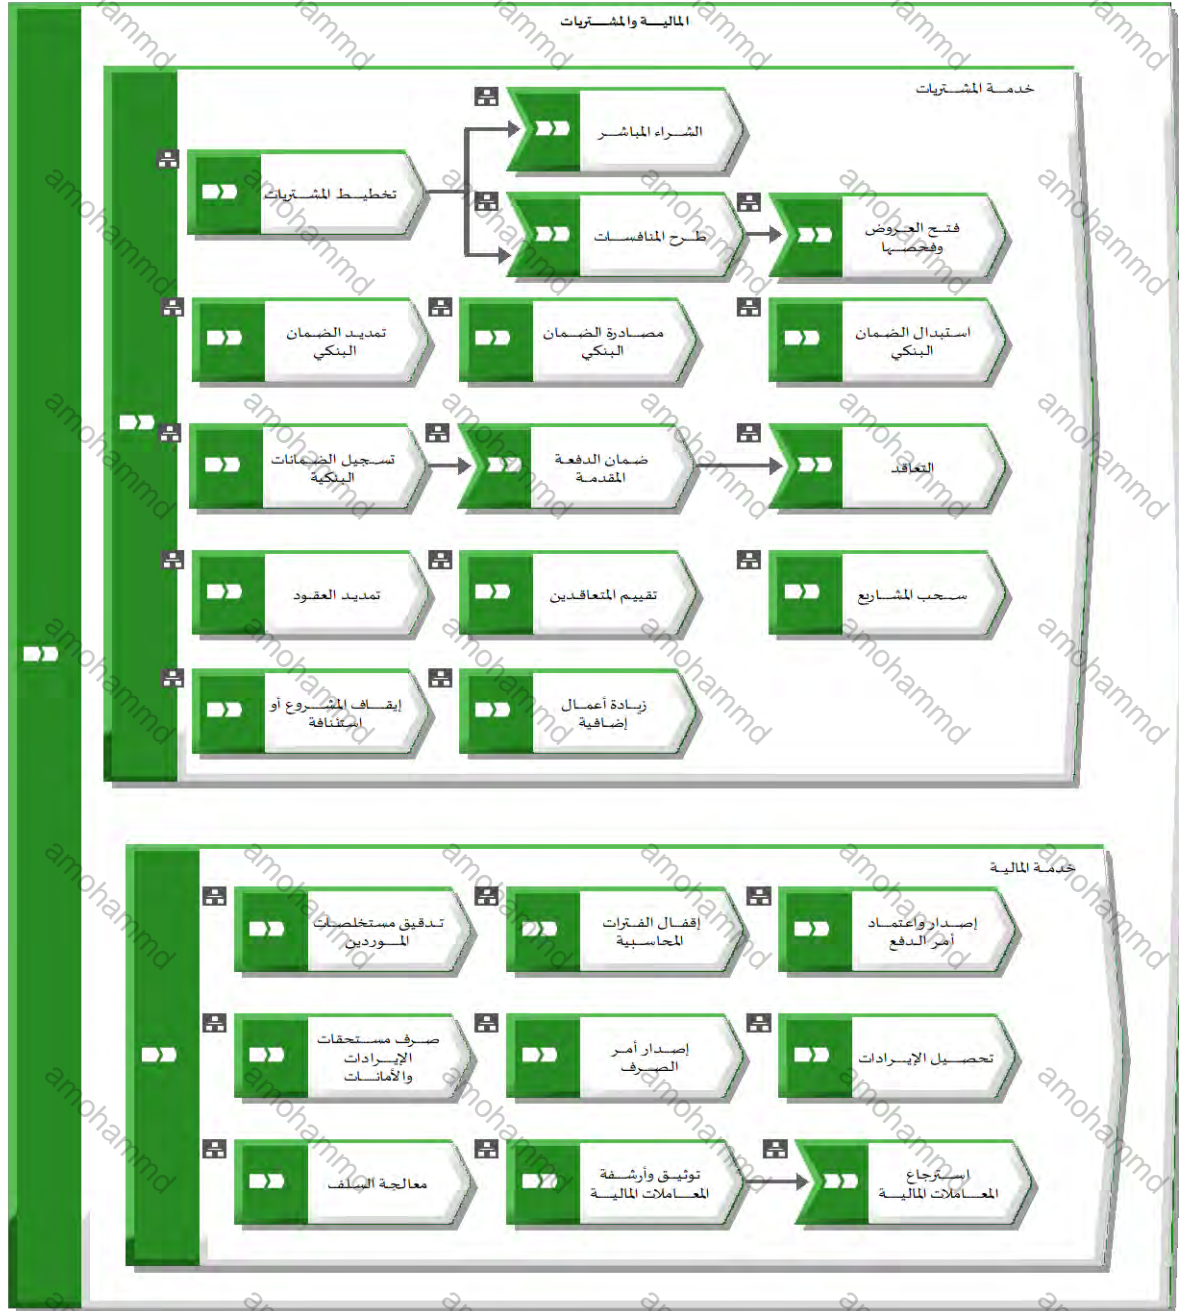 المالية والمشتريات
خدمة المشتريات
الشراء المباشر
تخطيط المشتريات
طرح المنافسات
فتح العروض
وفحصها
تمديد الضمان
البنكي
مصادرة الضمان
البنكي
استبدال الضمان
البنكي
تسجيل الضمانات
البنكية
ضمان الدفعة
المقدمة
التعاقد
تمديد العقود
تقييم المتعاقدين
سحب المشاريع
إيقاف المشروع أو
استئنافة
زيادة أعمال
إضافية
خدمة المالية
تدقيق مستخلصات
الموردين
إقفال الفترات
المحاسبية
إصدار واعتماد
أمر الدفع
صرف مستحقات
الإيرادات
والأمانات
إصدار أمر
الصرف
تحصيل الإيرادات
معالجة السلف
توثيق وأرشفة
المعاملات المالية
استرجاع
المعاملات المالية
amohammd